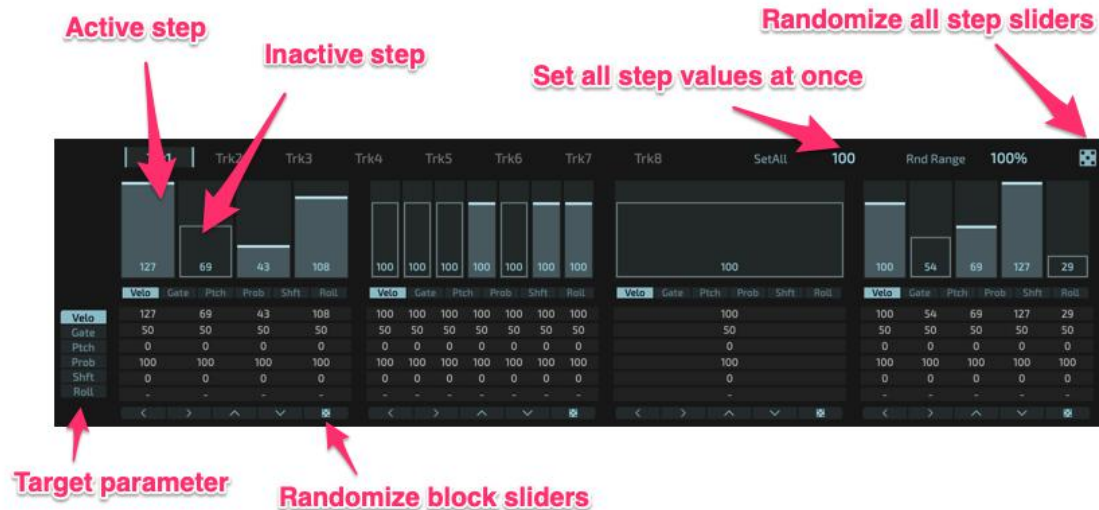 Randomize all step sliders
Active step
Inactive step
Set all step values at once
Trk2 Trk3 Trk4 Trk5 Trk6 Trk7 Trk8 SetAll 100 Rnd Range 100%
127 69 43 108 100 100 100 100 100 100 100 100 100 54 69 127 29
Velo Gate Ptch Prob Shft Roll Velo Gate Ptch Prob Shft Roll Velo Gate Ptch Prob Shft Roll Velo Gate Ptch Prob Shft Roll
Velo 127 69 43 108 100 100 100 100 100 100 100 100 100 54 69 127 29
Gate 50 50 50 50 50 50 50 50 50 50 50 50 50 50 50 50 50
Ptch 0 0 0 0 0 0 0 0 0 0 0 0 0 0 0 0 0
Prob 100 100 100 100 100 100 100 100 100 100 100 100 100 100 100 100 100
Shft 0 0 0 0 0 0 0 0 0 0 0 0 0 0 0 0 0
Roll - - - - - - - - - - - - - - - - -
Target parameter
Randomize block sliders